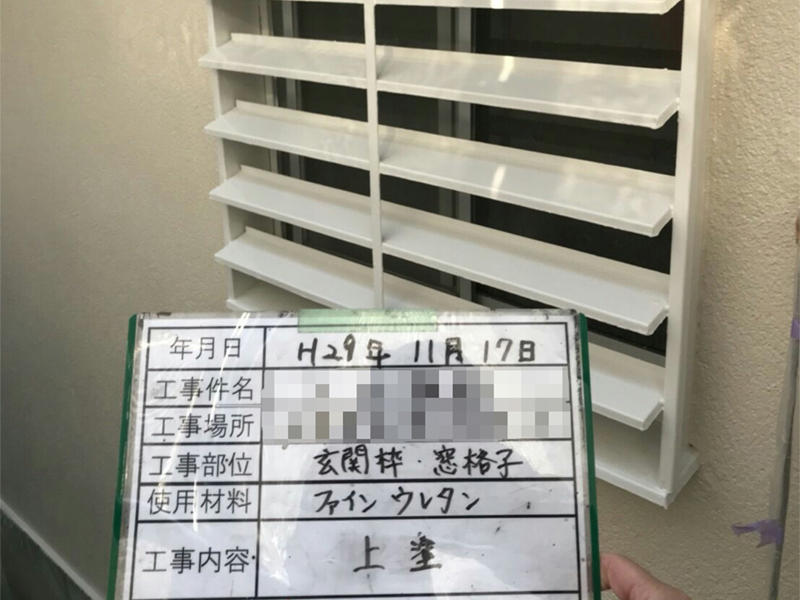 年月日 H29年 11月 17日
工事件名
工事場所
工事部位 玄関枠・窓格子
使用材料 ファインウレタン
工事内容 上塗